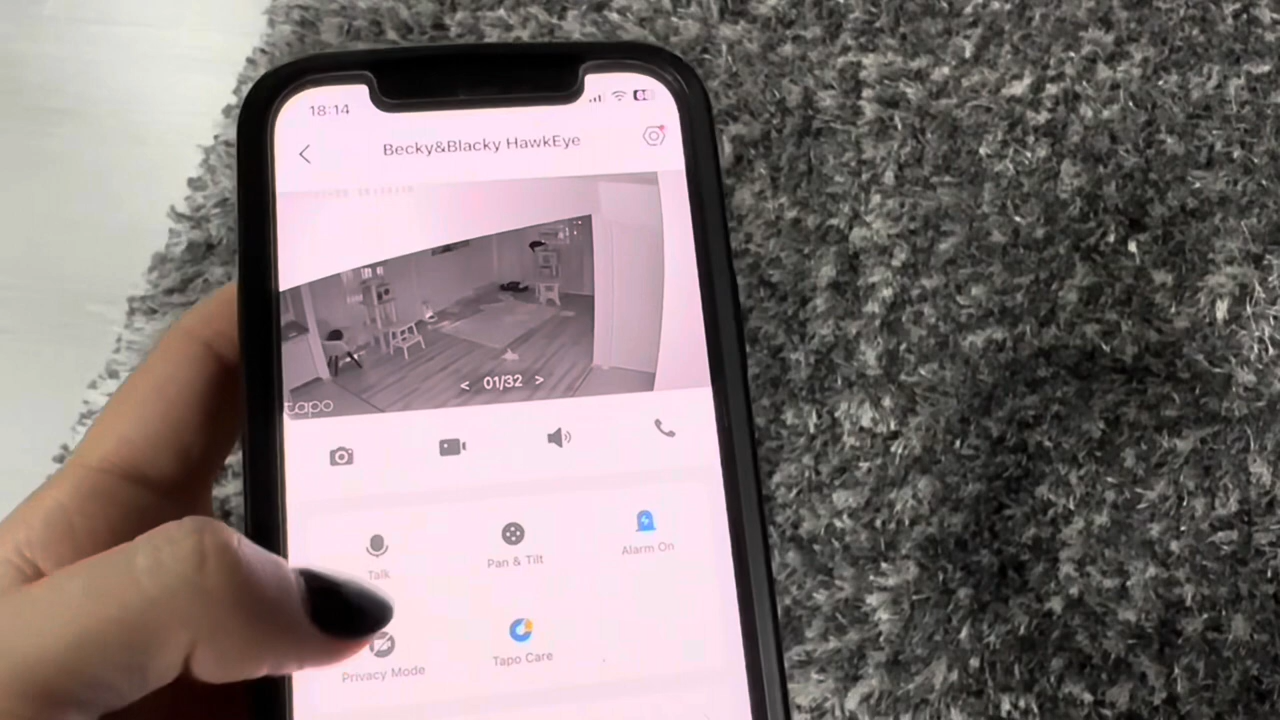 18:14
Becky&Blacky HawkEye
< 01/32 >
tapo
Talk
Pan & Tilt
Alarm On
Privacy Mode
Tapo Care